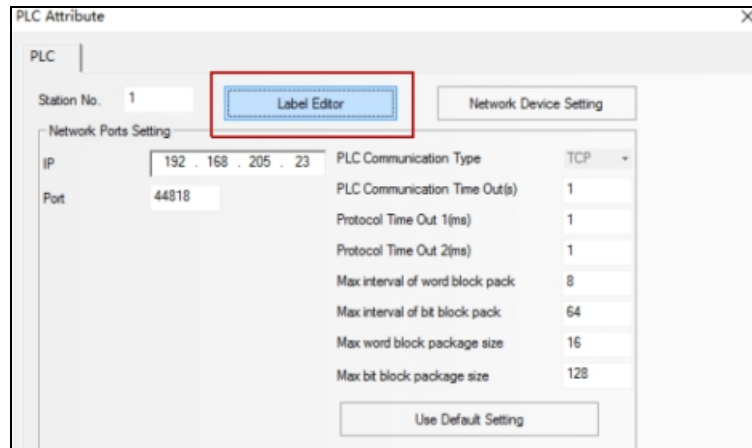 PLC Attribute
PLC
Station No. 1 Label Editor Network Device Setting
Network Ports Setting
IP 192 . 168 . 205 . 23 PLC Communication Type TCP
Port 44818 PLC Communication Time Out(s) 1
Protocol Time Out 1(ms) 1
Protocol Time Out 2(ms) 1
Max interval of word block pack 8
Max interval of bit block pack 64
Max word block package size 16
Max bit block package size 128
Use Default Setting